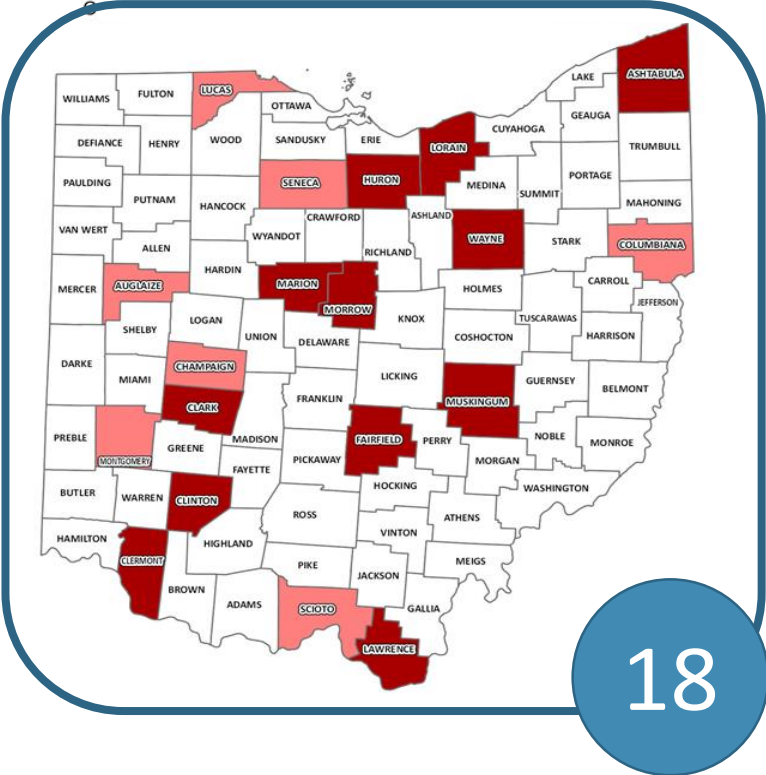 LAKE
ASHTABULA
LUCAS
WILLIAMS
FULTON
OTTAWA
GEAUGA
CUYAHOGA
DEFIANCE
HENRY
WOOD
SANDUSKY
ERIE
LORAIN
TRUMBULL
PAULDING
SENECA
HURON
MEDINA
SUMMIT
PORTAGE
PUTNAM
HANCOCK
MAHONING
VAN WERT
CRAWFORD
ASHLAND
WYANDOT
WAYNE
STARK
COLUMBIANA
ALLEN
RICHLAND
HARDIN
MERCER
AUGLAIZE
MARION
HOLMES
CARROLL
JEFFERSON
MORROW
SHELBY
LOGAN
KNOX
TUSCARAWAS
UNION
DELAWARE
COSHOCTON
HARRISON
DARKE
CHAMPAIGN
MIAMI
LICKING
GUERNSEY
BELMONT
FRANKLIN
MUSKINGUM
CLARK
PREBLE
MADISON
FAIRFIELD
PERRY
NOBLE
MONROE
GREENE
MONTGOMERY
PICKAWAY
MORGAN
FAYETTE
BUTLER
WARREN
CLINTON
HOCKING
WASHINGTON
ROSS
ATHENS
HAMILTON
HIGHLAND
VINTON
CLERMONT
PIKE
MEIGS
JACKSON
BROWN
ADAMS
SCIOTO
GALLIA
LAWRENCE
18